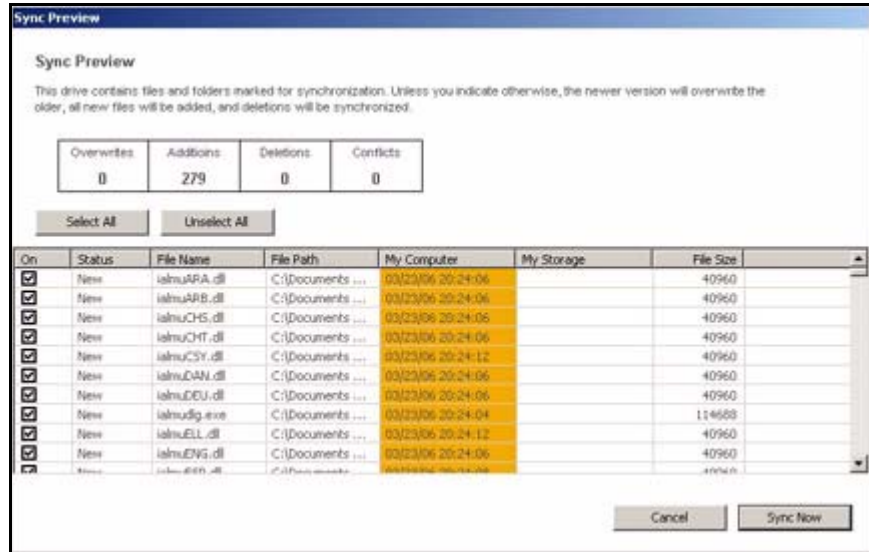 Sync Preview
Sync Preview
This drive contains files and folders marked for synchronization. Unless you indicate otherwise, the newer version will overwrite the
older, all new files will be added, and deletions will be synchronized.
Overwrites Additions Deletions Conflicts
0 279 0 0
Select All Unselect All
On Status File Name File Path My Computer My Storage File Size
New ialmuARA.dll C:\Documents ... 03/23/06 20:24:06 40960
New ialmuARB.dll C:\Documents ... 03/23/06 20:24:06 40960
New ialmuCHS.dll C:\Documents ... 03/23/06 20:24:06 40960
New ialmuCHT.dll C:\Documents ... 03/23/06 20:24:06 40960
New ialmuCSY.dll C:\Documents ... 03/23/06 20:24:12 40960
New ialmuDAN.dll C:\Documents ... 03/23/06 20:24:06 40960
New ialmuDEU.dll C:\Documents ... 03/23/06 20:24:06 40960
New ialmudlg.exe C:\Documents ... 03/23/06 20:24:04 114688
New ialmuELL.dll C:\Documents ... 03/23/06 20:24:12 40960
New ialmuENG.dll C:\Documents ... 03/23/06 20:24:06 40960
Cancel Sync Now